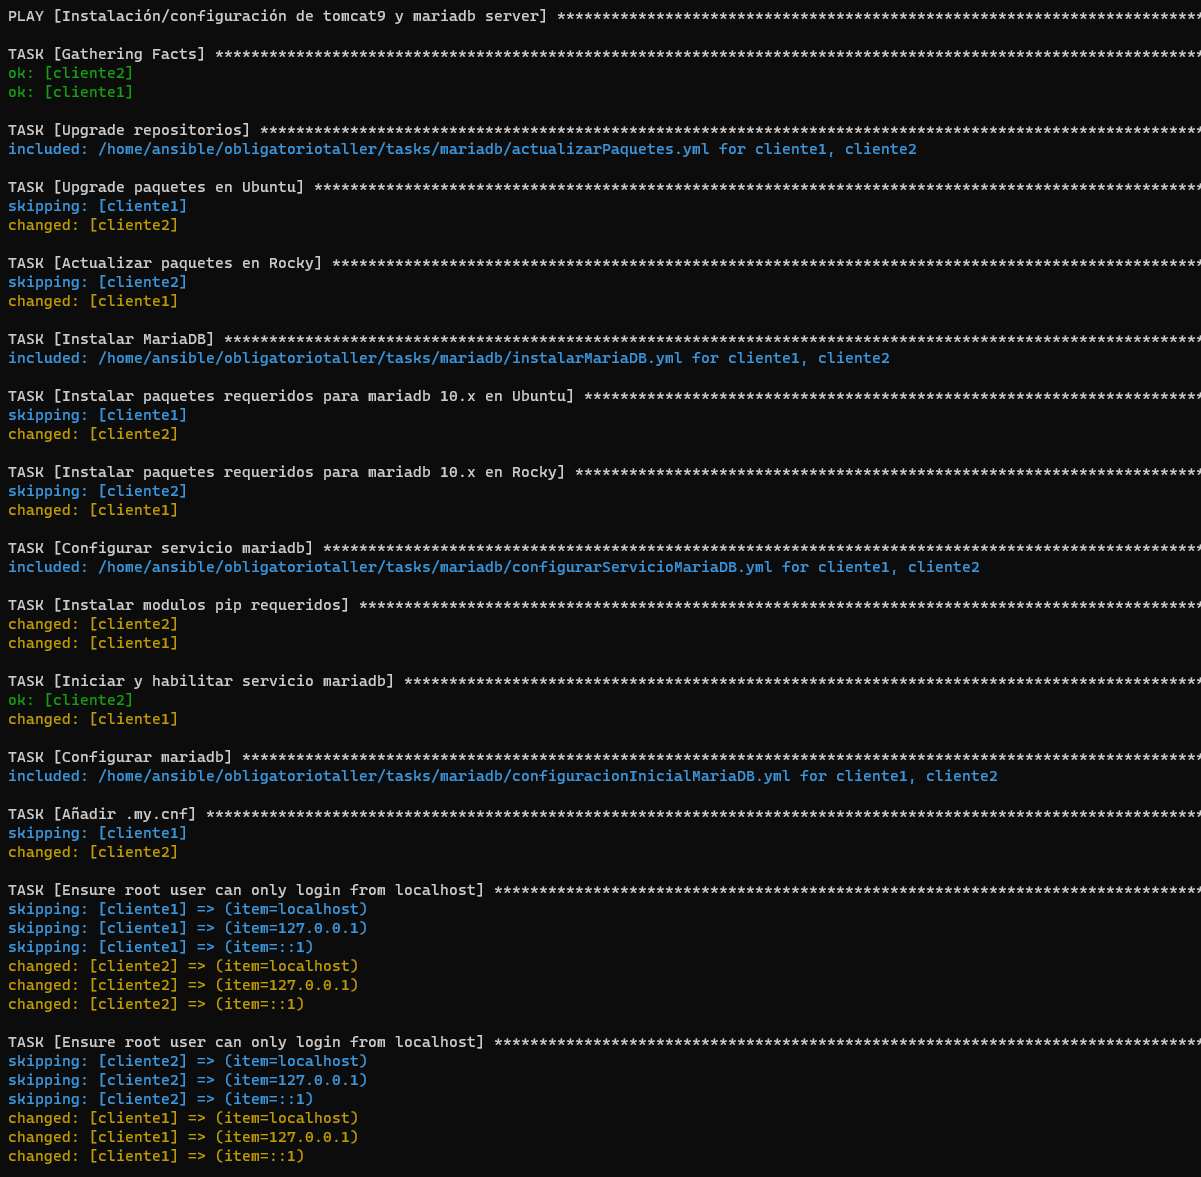 PLAY [Instalación/configuración de tomcat9 y mariadb server] ************************************************************************
TASK [Gathering Facts] **************************************************************************************************************
ok: [cliente2]
ok: [cliente1]
TASK [Upgrade repositorios] *********************************************************************************************************
included: /home/ansible/obligatoriotaller/tasks/mariadb/actualizarPaquetes.yml for cliente1, cliente2
TASK [Upgrade paquetes en Ubuntu] ***************************************************************************************************
skipping: [cliente1]
changed: [cliente2]
TASK [Actualizar paquetes en Rocky] *************************************************************************************************
skipping: [cliente2]
changed: [cliente1]
TASK [Instalar MariaDB] *************************************************************************************************************
included: /home/ansible/obligatoriotaller/tasks/mariadb/instalarMariaDB.yml for cliente1, cliente2
TASK [Instalar paquetes requeridos para mariadb 10.x en Ubuntu] *********************************************************************
skipping: [cliente1]
changed: [cliente2]
TASK [Instalar paquetes requeridos para mariadb 10.x en Rocky] **********************************************************************
skipping: [cliente2]
changed: [cliente1]
TASK [Configurar servicio mariadb] **************************************************************************************************
included: /home/ansible/obligatoriotaller/tasks/mariadb/configurarServicioMariaDB.yml for cliente1, cliente2
TASK [Instalar modulos pip requeridos] **********************************************************************************************
changed: [cliente2]
changed: [cliente1]
TASK [Iniciar y habilitar servicio mariadb] *****************************************************************************************
ok: [cliente2]
changed: [cliente1]
TASK [Configurar mariadb] ***********************************************************************************************************
included: /home/ansible/obligatoriotaller/tasks/mariadb/configuracionInicialMariaDB.yml for cliente1, cliente2
TASK [Añadir .my.cnf] ***************************************************************************************************************
skipping: [cliente1]
changed: [cliente2]
TASK [Ensure root user can only login from localhost] *******************************************************************************
skipping: [cliente1] => (item=localhost)
skipping: [cliente1] => (item=127.0.0.1)
skipping: [cliente1] => (item=::1)
changed: [cliente2] => (item=localhost)
changed: [cliente2] => (item=127.0.0.1)
changed: [cliente2] => (item=::1)
TASK [Ensure root user can only login from localhost] *******************************************************************************
skipping: [cliente2] => (item=localhost)
skipping: [cliente2] => (item=127.0.0.1)
skipping: [cliente2] => (item=::1)
changed: [cliente1] => (item=localhost)
changed: [cliente1] => (item=127.0.0.1)
changed: [cliente1] => (item=::1)